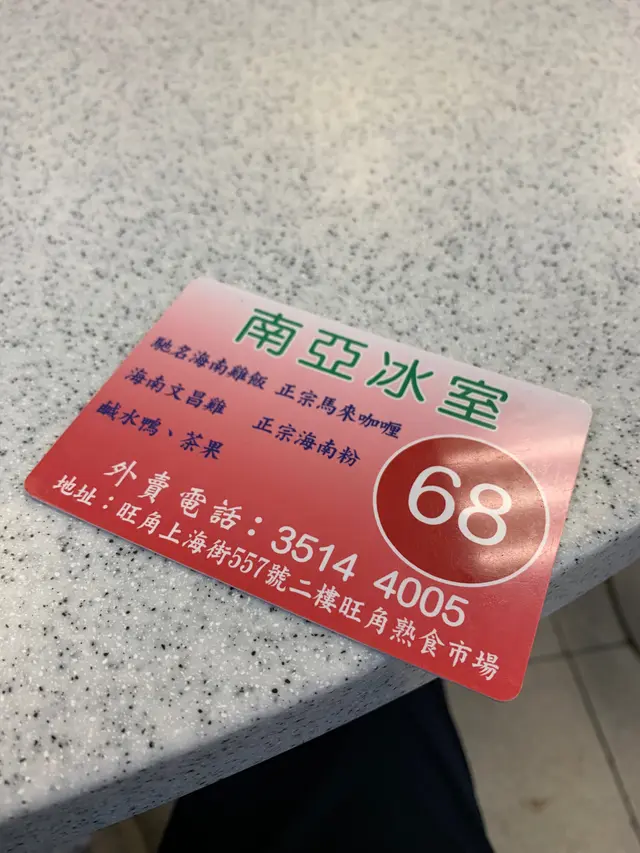 南亞冰室
馳名海南雞飯 正宗馬來咖喱
海南文昌雞 正宗海南粉
鹹水鴨、茶果
68
外賣電話：3514 4005
地址：旺角上海街557號二樓旺角熟食市場